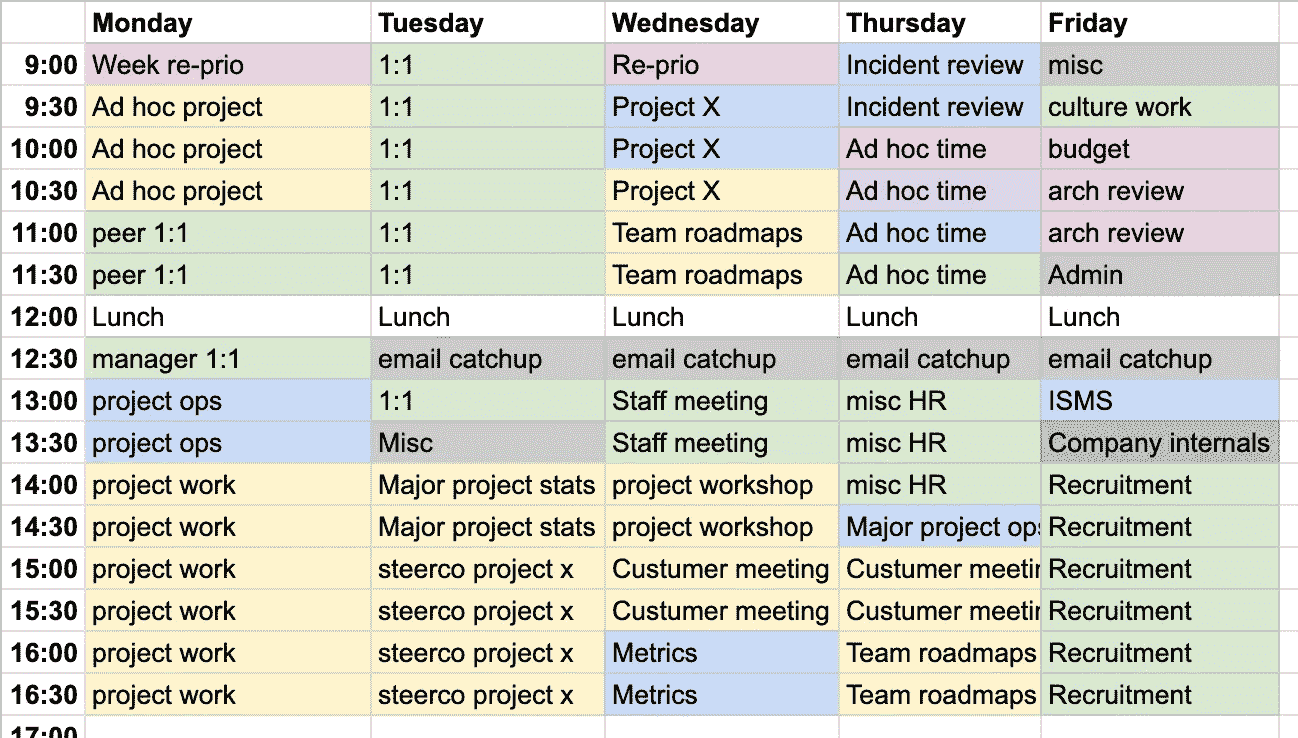 Monday Tuesday Wednesday Thursday Friday
9:00 Week re-prio 1:1 Re-prio Incident review misc
9:30 Ad hoc project 1:1 Project X Incident review culture work
10:00 Ad hoc project 1:1 Project X Ad hoc time budget
10:30 Ad hoc project 1:1 Project X Ad hoc time arch review
11:00 peer 1:1 1:1 Team roadmaps Ad hoc time arch review
11:30 peer 1:1 1:1 Team roadmaps Ad hoc time Admin
12:00 Lunch Lunch Lunch Lunch Lunch
12:30 manager 1:1 email catchup email catchup email catchup email catchup
13:00 project ops 1:1 Staff meeting misc HR ISMS
13:30 project ops Misc Staff meeting misc HR Company internals
14:00 project work Major project stats project workshop misc HR Recruitment
14:30 project work Major project stats project workshop Major project ops Recruitment
15:00 project work steerco project x Custumer meeting Custumer meetin Recruitment
15:30 project work steerco project x Custumer meeting Custumer meetin Recruitment
16:00 project work steerco project x Metrics Team roadmaps Recruitment
16:30 project work steerco project x Metrics Team roadmaps Recruitment
17:00